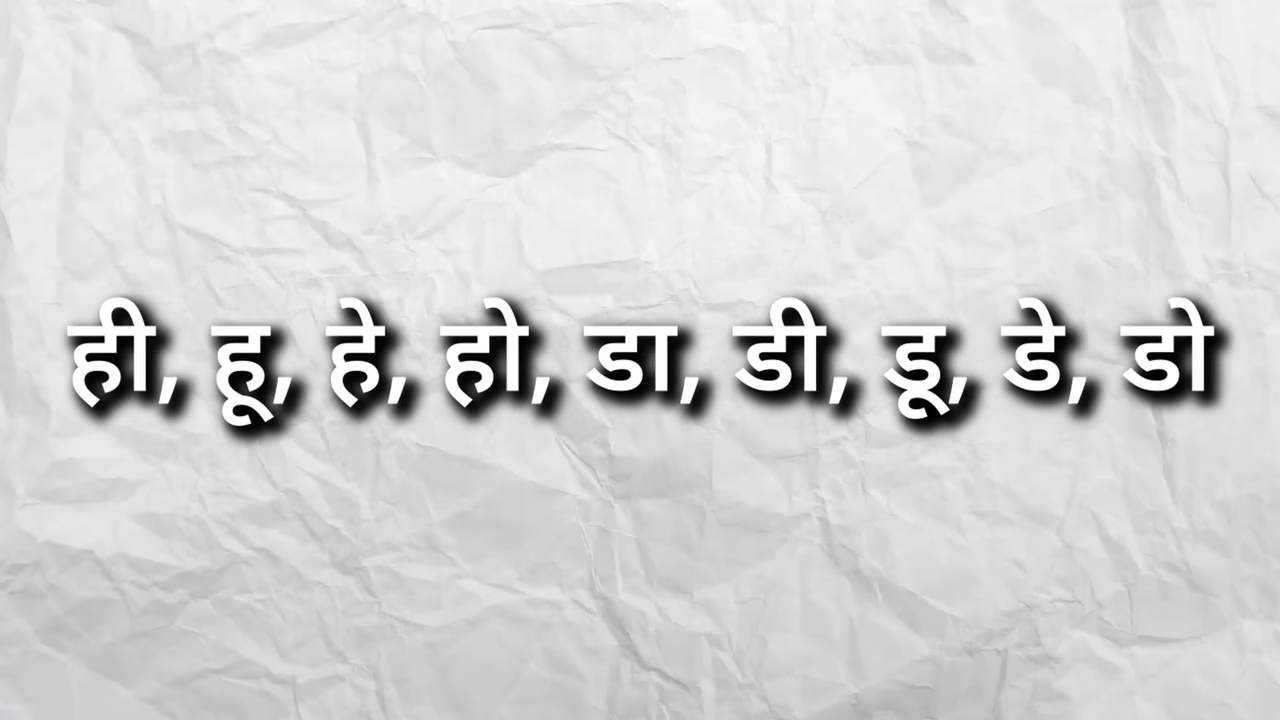 ही, हू, हे, हो, डा, डी, डू, डे, डो